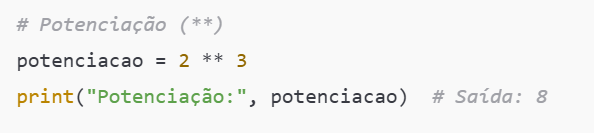 # Potenciação (**)
potenciacao = 2 ** 3
print("Potenciação:", potenciacao)  # Saída: 8